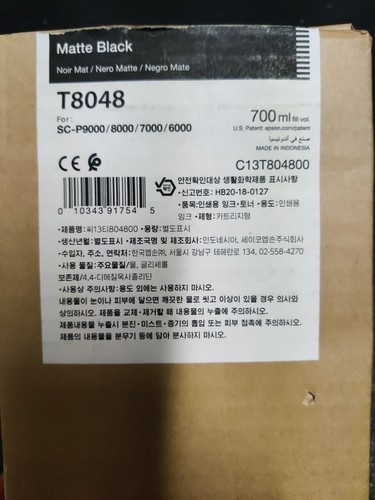 Matte Black
Noir Mat / Nero Matte / Negro Mate
T8048
For :
SC-P9000/8000/7000/6000
700 ml fill vol.
U.S. Patent: epson.com/patent
صنع في أندونيسيا
MADE IN INDONESIA
C13T804800
안전확인대상 생활화학제품 표시사항
•신고번호: HB20-18-0127
•품목:인쇄용 잉크·토너 •용도:인쇄용
잉크 •제형:카트리지형
0 10343 91754 5
•제품명:씨13티804800 •용량:별도표시
•생산년월:별도표시 •제조국명 및 제조회사:인도네시아, 세이코엡손주식회사
•수입자, 주소, 연락처:한국엡손㈜, 서울시 강남구 테헤란로 134, 02-558-4270
•사용 물질:주요물질/물, 글리세롤
보존제/4,4-디메칠옥사졸리딘
•사용상 주의사항:용도 외에는 사용하지 마시오.
내용물이 눈이나 피부에 닿으면 깨끗한 물로 씻고 이상이 있을 경우 의사와
상의하시오. 제품을 교체·제거할 때 내용물의 누출에 주의하시오.
제품내용물 누출시 분진·미스트·증기의 흡입 또는 피부 접촉에 주의하시오.
제품의 내용물을 분무기 등에 담아 분사하지 마시오.